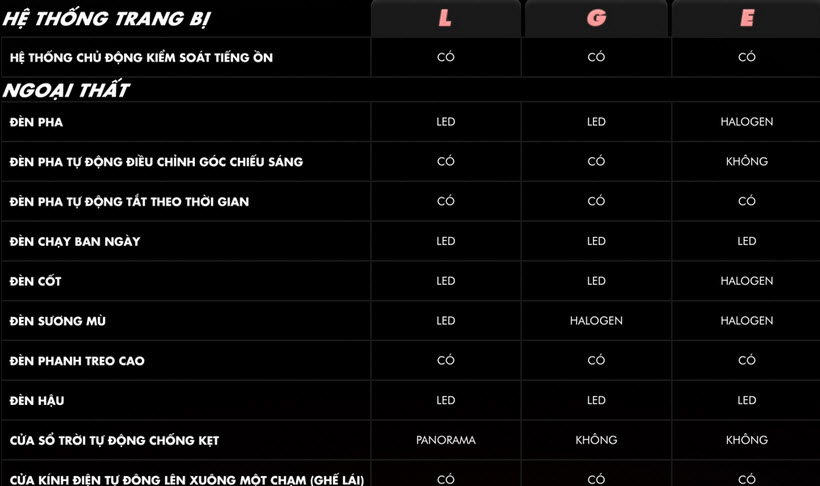 HỆ THỐNG TRANG BỊ L G E
HỆ THỐNG CHỦ ĐỘNG KIỂM SOÁT TIẾNG ỒN CÓ CÓ CÓ
NGOẠI THẤT
ĐÈN PHA LED LED HALOGEN
ĐÈN PHA TỰ ĐỘNG ĐIỀU CHỈNH GÓC CHIẾU SÁNG CÓ CÓ KHÔNG
ĐÈN PHA TỰ ĐỘNG TẮT THEO THỜI GIAN CÓ CÓ CÓ
ĐÈN CHẠY BAN NGÀY LED LED LED
ĐÈN CỐT LED LED HALOGEN
ĐÈN SƯƠNG MÙ LED HALOGEN HALOGEN
ĐÈN PHANH TREO CAO CÓ CÓ CÓ
ĐÈN HẬU LED LED LED
CỬA SỔ TRỜI TỰ ĐỘNG CHỐNG KẸT PANORAMA KHÔNG KHÔNG
CỬA KÍNH ĐIỆN TỰ ĐÔNG LÊN XUÔNG MỘT CHẠM (GHẾ LÁI) CÓ CÓ CÓ